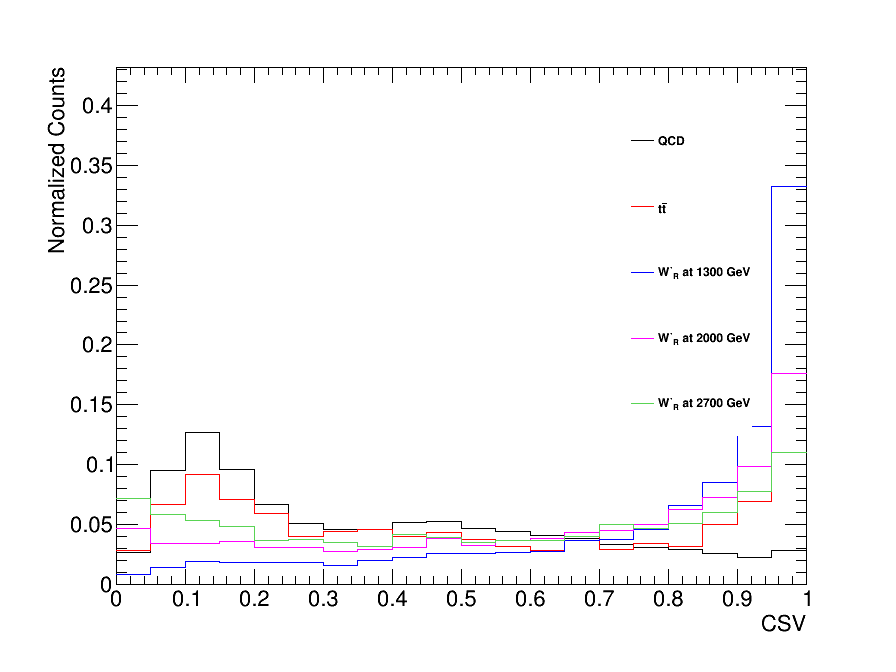 Normalized Counts
0.4
0.35
0.3
0.25
0.2
0.15
0.1
0.05
0
QCD
tt̄
W'R at 1300 GeV
W'R at 2000 GeV
W'R at 2700 GeV
0 0.1 0.2 0.3 0.4 0.5 0.6 0.7 0.8 0.9 1
CSV